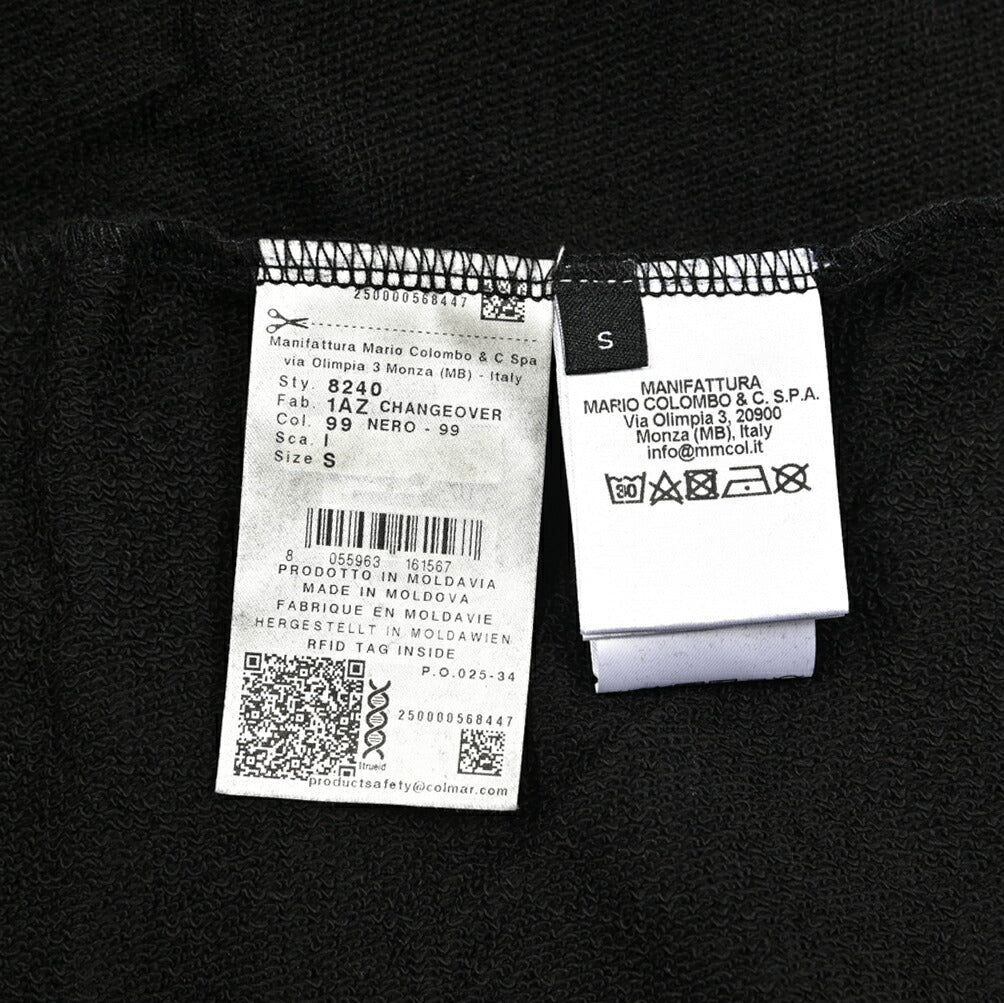 250000568447
Manifattura Mario Colombo & C Spa
via Olimpia 3 Monza (MB) - Italy
Sty. 8240
Fab. 1AZ CHANGEOVER
Col. 99 NERO - 99
Sca. I
Size S
8 055963 161567
PRODOTTO IN MOLDAVIA
MADE IN MOLDOVA
FABRIQUE EN MOLDAVIE
HERGESTELLT IN MOLDAWIEN
RFID TAG INSIDE
P.O.025-34
250000568447
itrueid
productsafety@colmar.com
S
MANIFATTURA
MARIO COLOMBO & C. S.P.A.
Via Olimpia 3, 20900
Monza (MB), Italy
info@mmcol.it
30